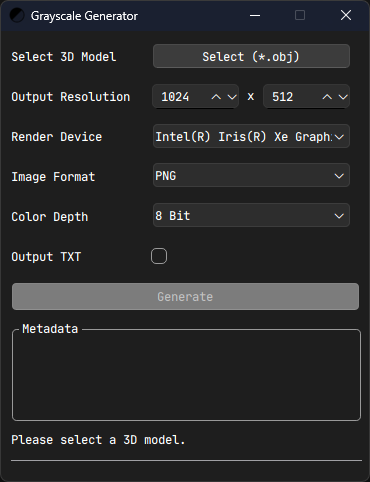 Grayscale Generator
Select 3D Model Select (*.obj)
Output Resolution 1024 x 512
Render Device Intel(R) Iris(R) Xe Graph
Image Format PNG
Color Depth 8 Bit
Output TXT
Generate
Metadata
Please select a 3D model.